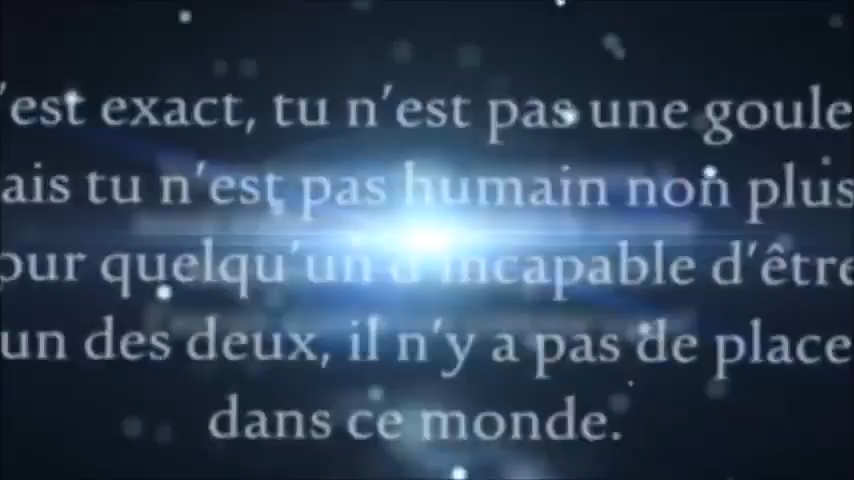 'est exact, tu n'est pas une goule
ais tu n'est pas humain non plus
our quelqu'un d'incapable d'être
un des deux, il n'y a pas de place
dans ce monde.